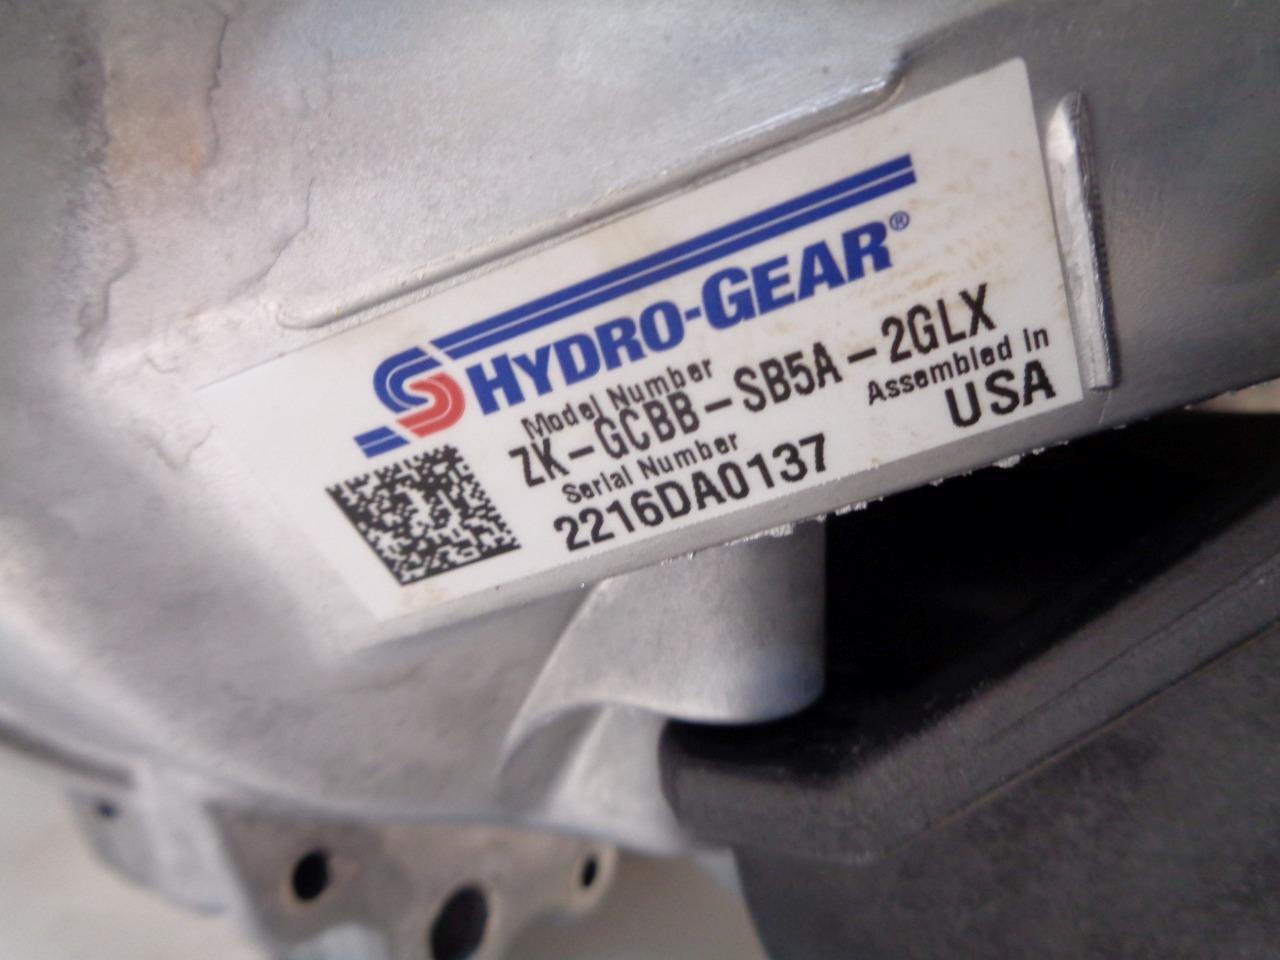 HYDRO-GEAR®
Model Number
ZK-GCBB-SB5A-2GLX
Serial Number
2216DA0137
Assembled in
USA